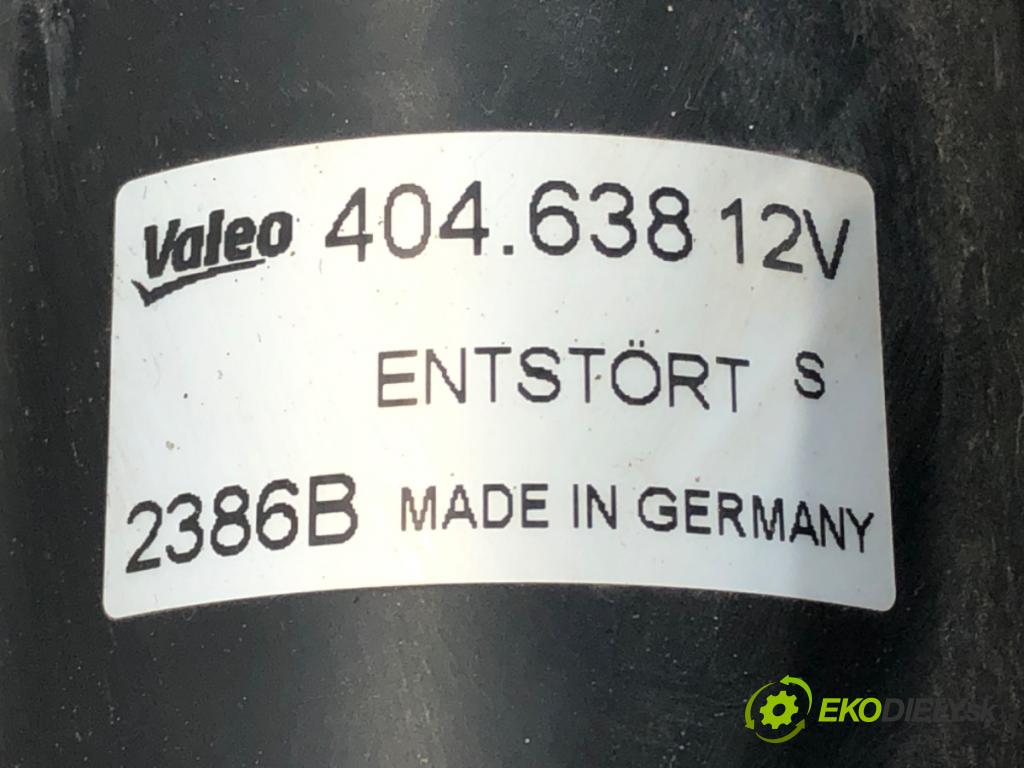 Valeo 404.638 12V
ENTSTÖRT S
2386B MADE IN GERMANY
EKODIELY.sk